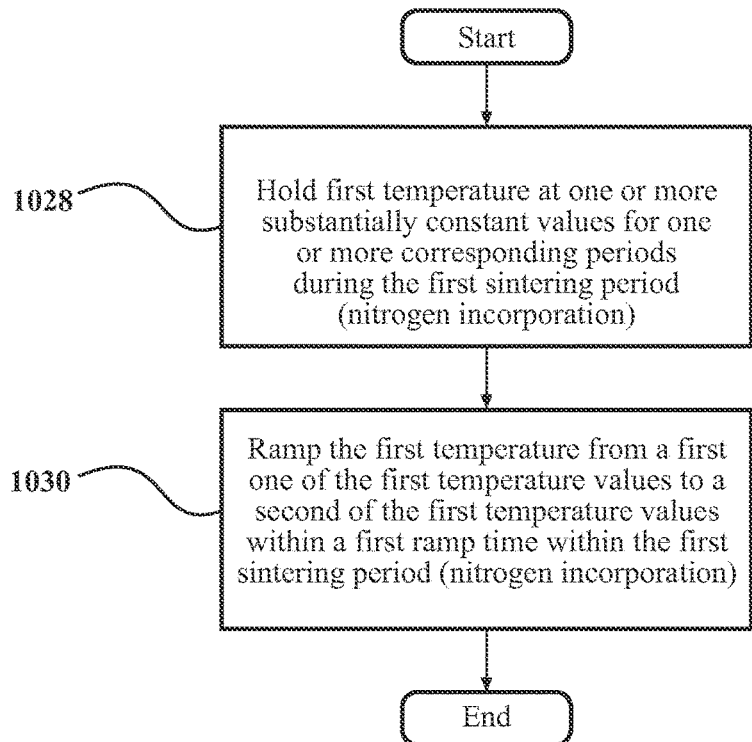 Start
1028
Hold first temperature at one or more
substantially constant values for one
or more corresponding periods
during the first sintering period
(nitrogen incorporation)
1030
Ramp the first temperature from a first
one of the first temperature values to a
second of the first temperature values
within a first ramp time within the first
sintering period (nitrogen incorporation)
End